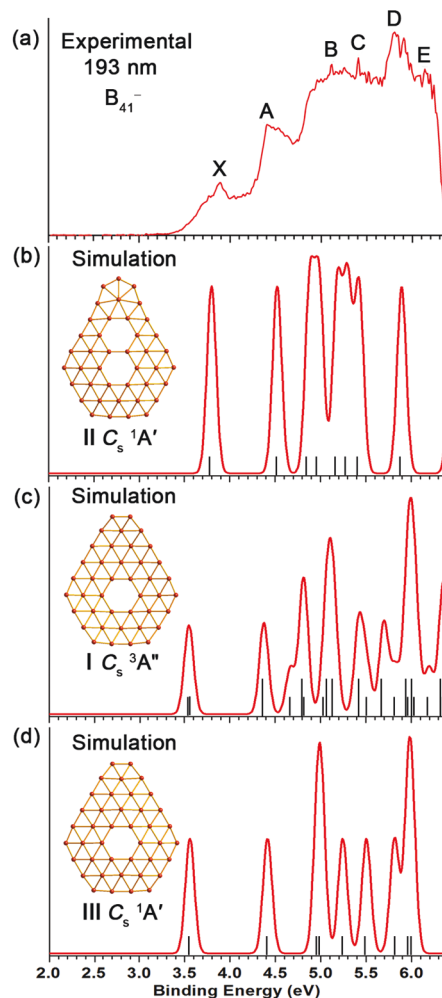 (a)
Experimental
193 nm
B₄₁⁻
X
A
B
C
D
E
(b)
Simulation
II Cₛ ¹A′
(c)
Simulation
I Cₛ ³A"
(d)
Simulation
III Cₛ ¹A′
2.0 2.5 3.0 3.5 4.0 4.5 5.0 5.5 6.0
Binding Energy (eV)